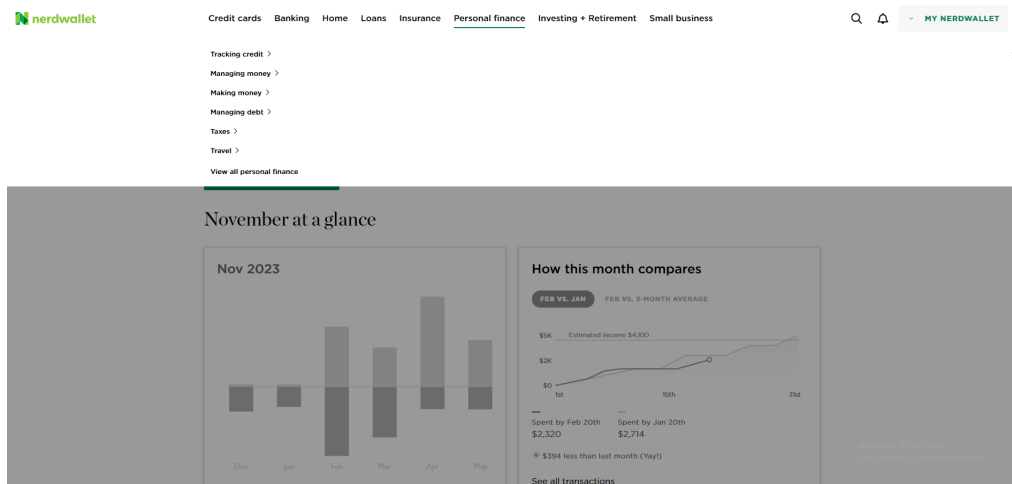 nerdwallet
Credit cards Banking Home Loans Insurance Personal finance Investing + Retirement Small business
MY NERDWALLET
Tracking credit
Managing money
Making money
Managing debt
Taxes
Travel
View all personal finance
November at a glance
Nov 2023
Dec Jan Feb Mar Apr May
How this month compares
FEB VS. JAN FEB VS. 3-MONTH AVERAGE
$5K Estimated income $4,100
$2K
$0
1st 15th 31st
Spent by Feb 20th Spent by Jan 20th
$2,320 $2,714
$394 less than last month (Yay!)
See all transactions
Activate Windows